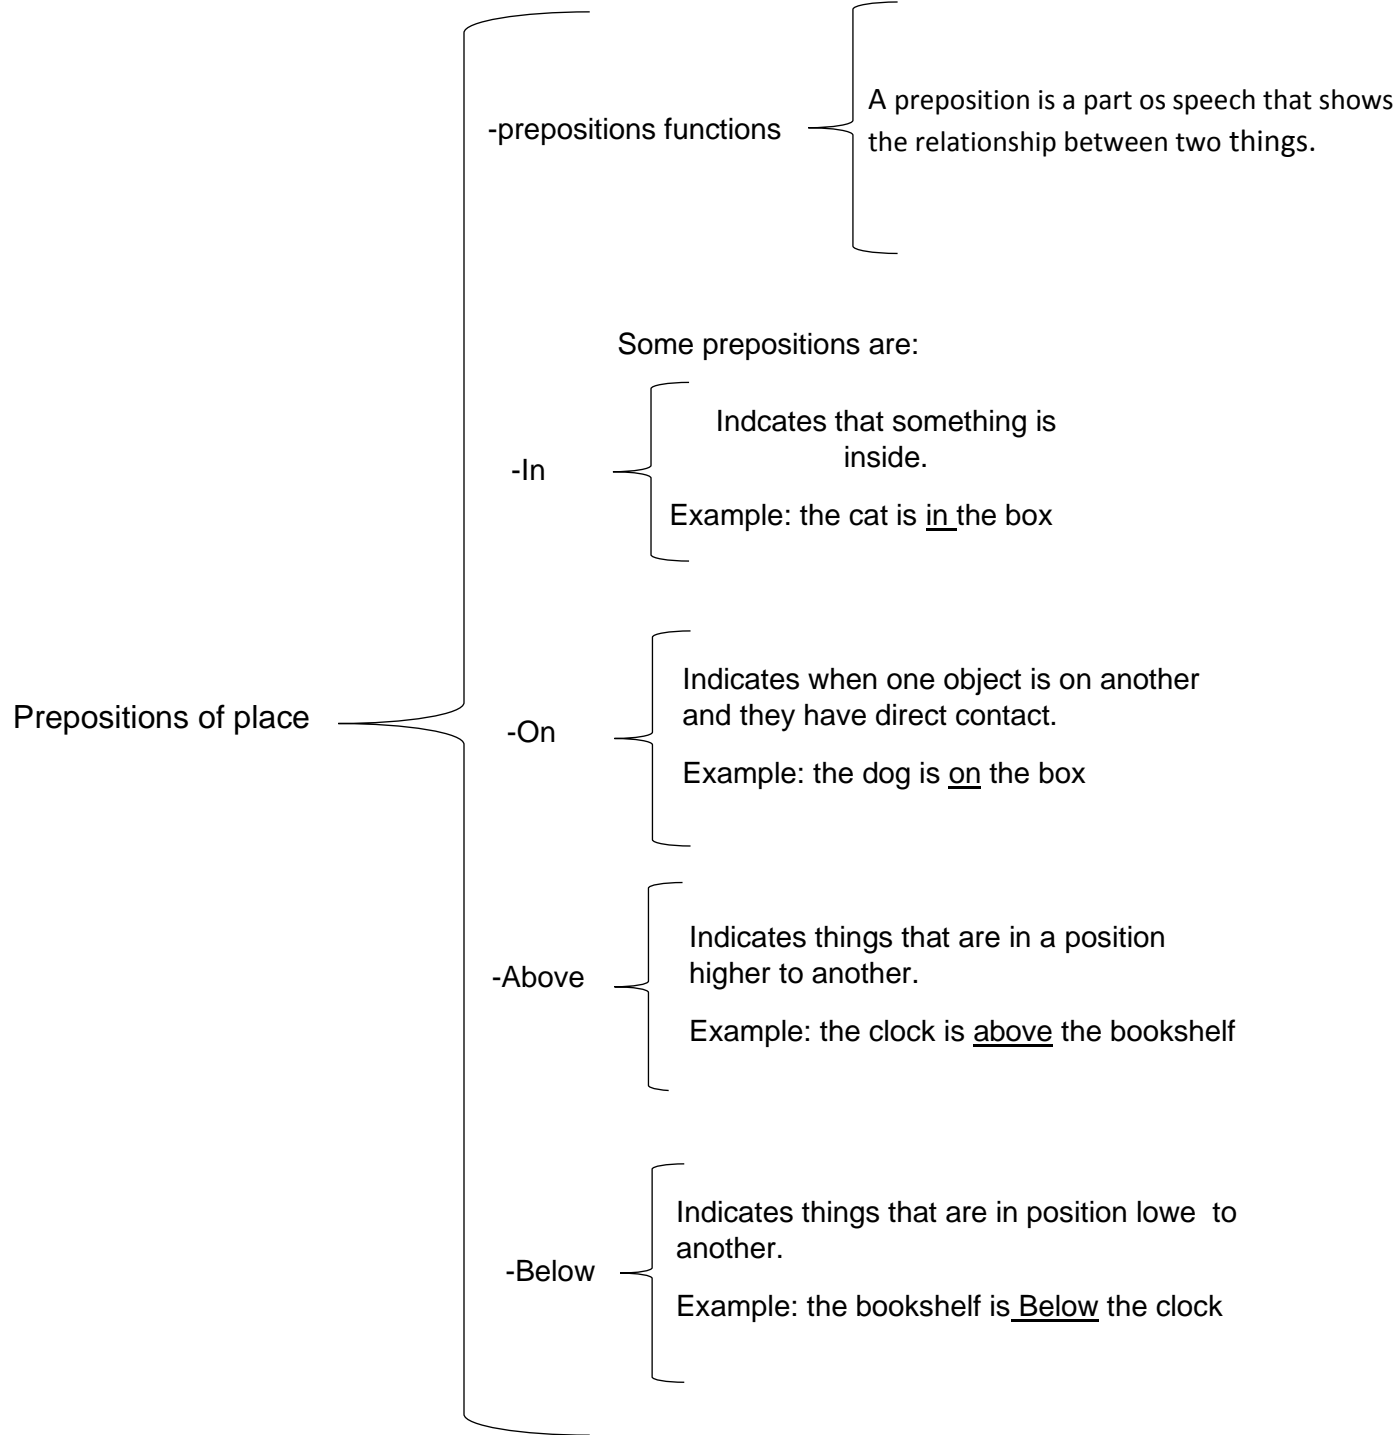 -prepositions functions
A preposition is a part os speech that shows
the relationship between two things.
Some prepositions are:
-In
Indcates that something is
inside.
Example: the cat is in the box
Prepositions of place
-On
Indicates when one object is on another
and they have direct contact.
Example: the dog is on the box
-Above
Indicates things that are in a position
higher to another.
Example: the clock is above the bookshelf
-Below
Indicates things that are in position lowe  to
another.
Example: the bookshelf is Below the clock